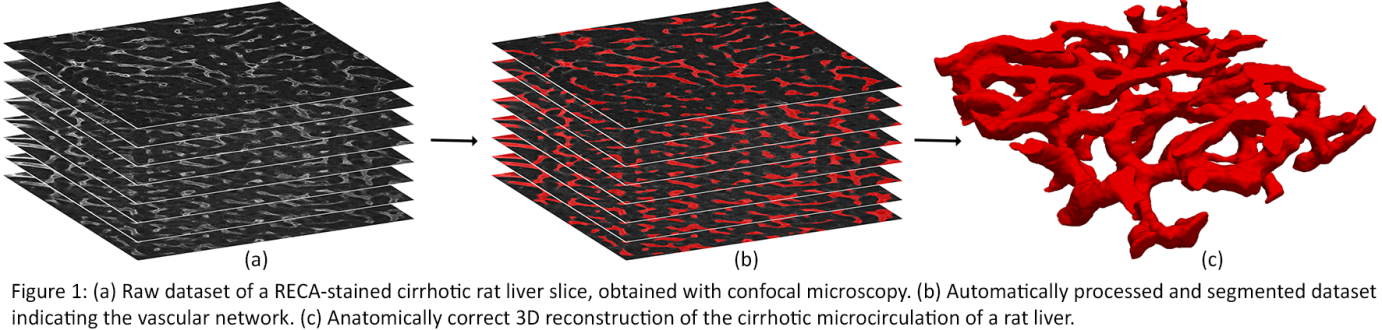 (a)
(b)
(c)
Figure 1: (a) Raw dataset of a RECA-stained cirrhotic rat liver slice, obtained with confocal microscopy. (b) Automatically processed and segmented dataset
indicating the vascular network. (c) Anatomically correct 3D reconstruction of the cirrhotic microcirculation of a rat liver.